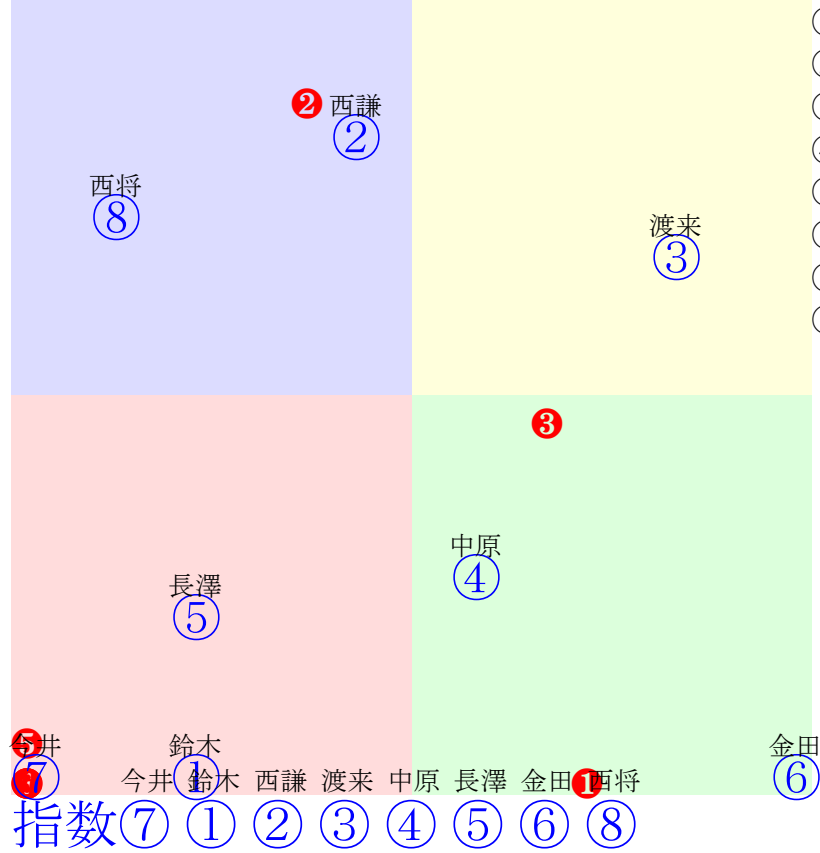 ❷ 西謙
②
西将
⑧
渡来
③
❸
中原
④
長澤
⑤
❺
今井 鈴木 金田
⑦ ① ⑥
今井 鈴木 西謙 渡来 中原 長澤 金田 ❶ 西将
指数⑦①②③④⑤⑥⑧